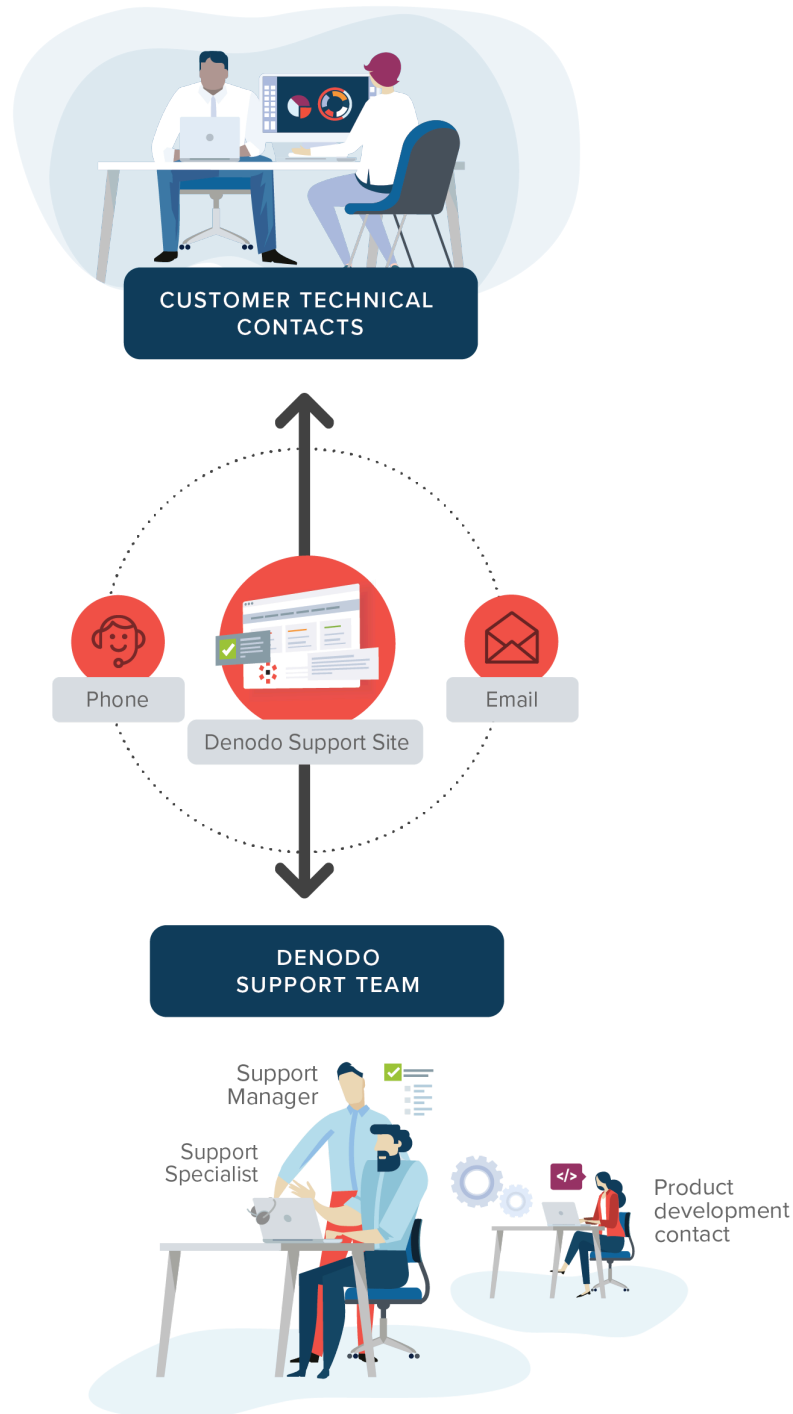 CUSTOMER TECHNICAL
CONTACTS
Phone
Denodo Support Site
Email
DENODO
SUPPORT TEAM
Support
Manager
Support
Specialist
</>
Product
development
contact